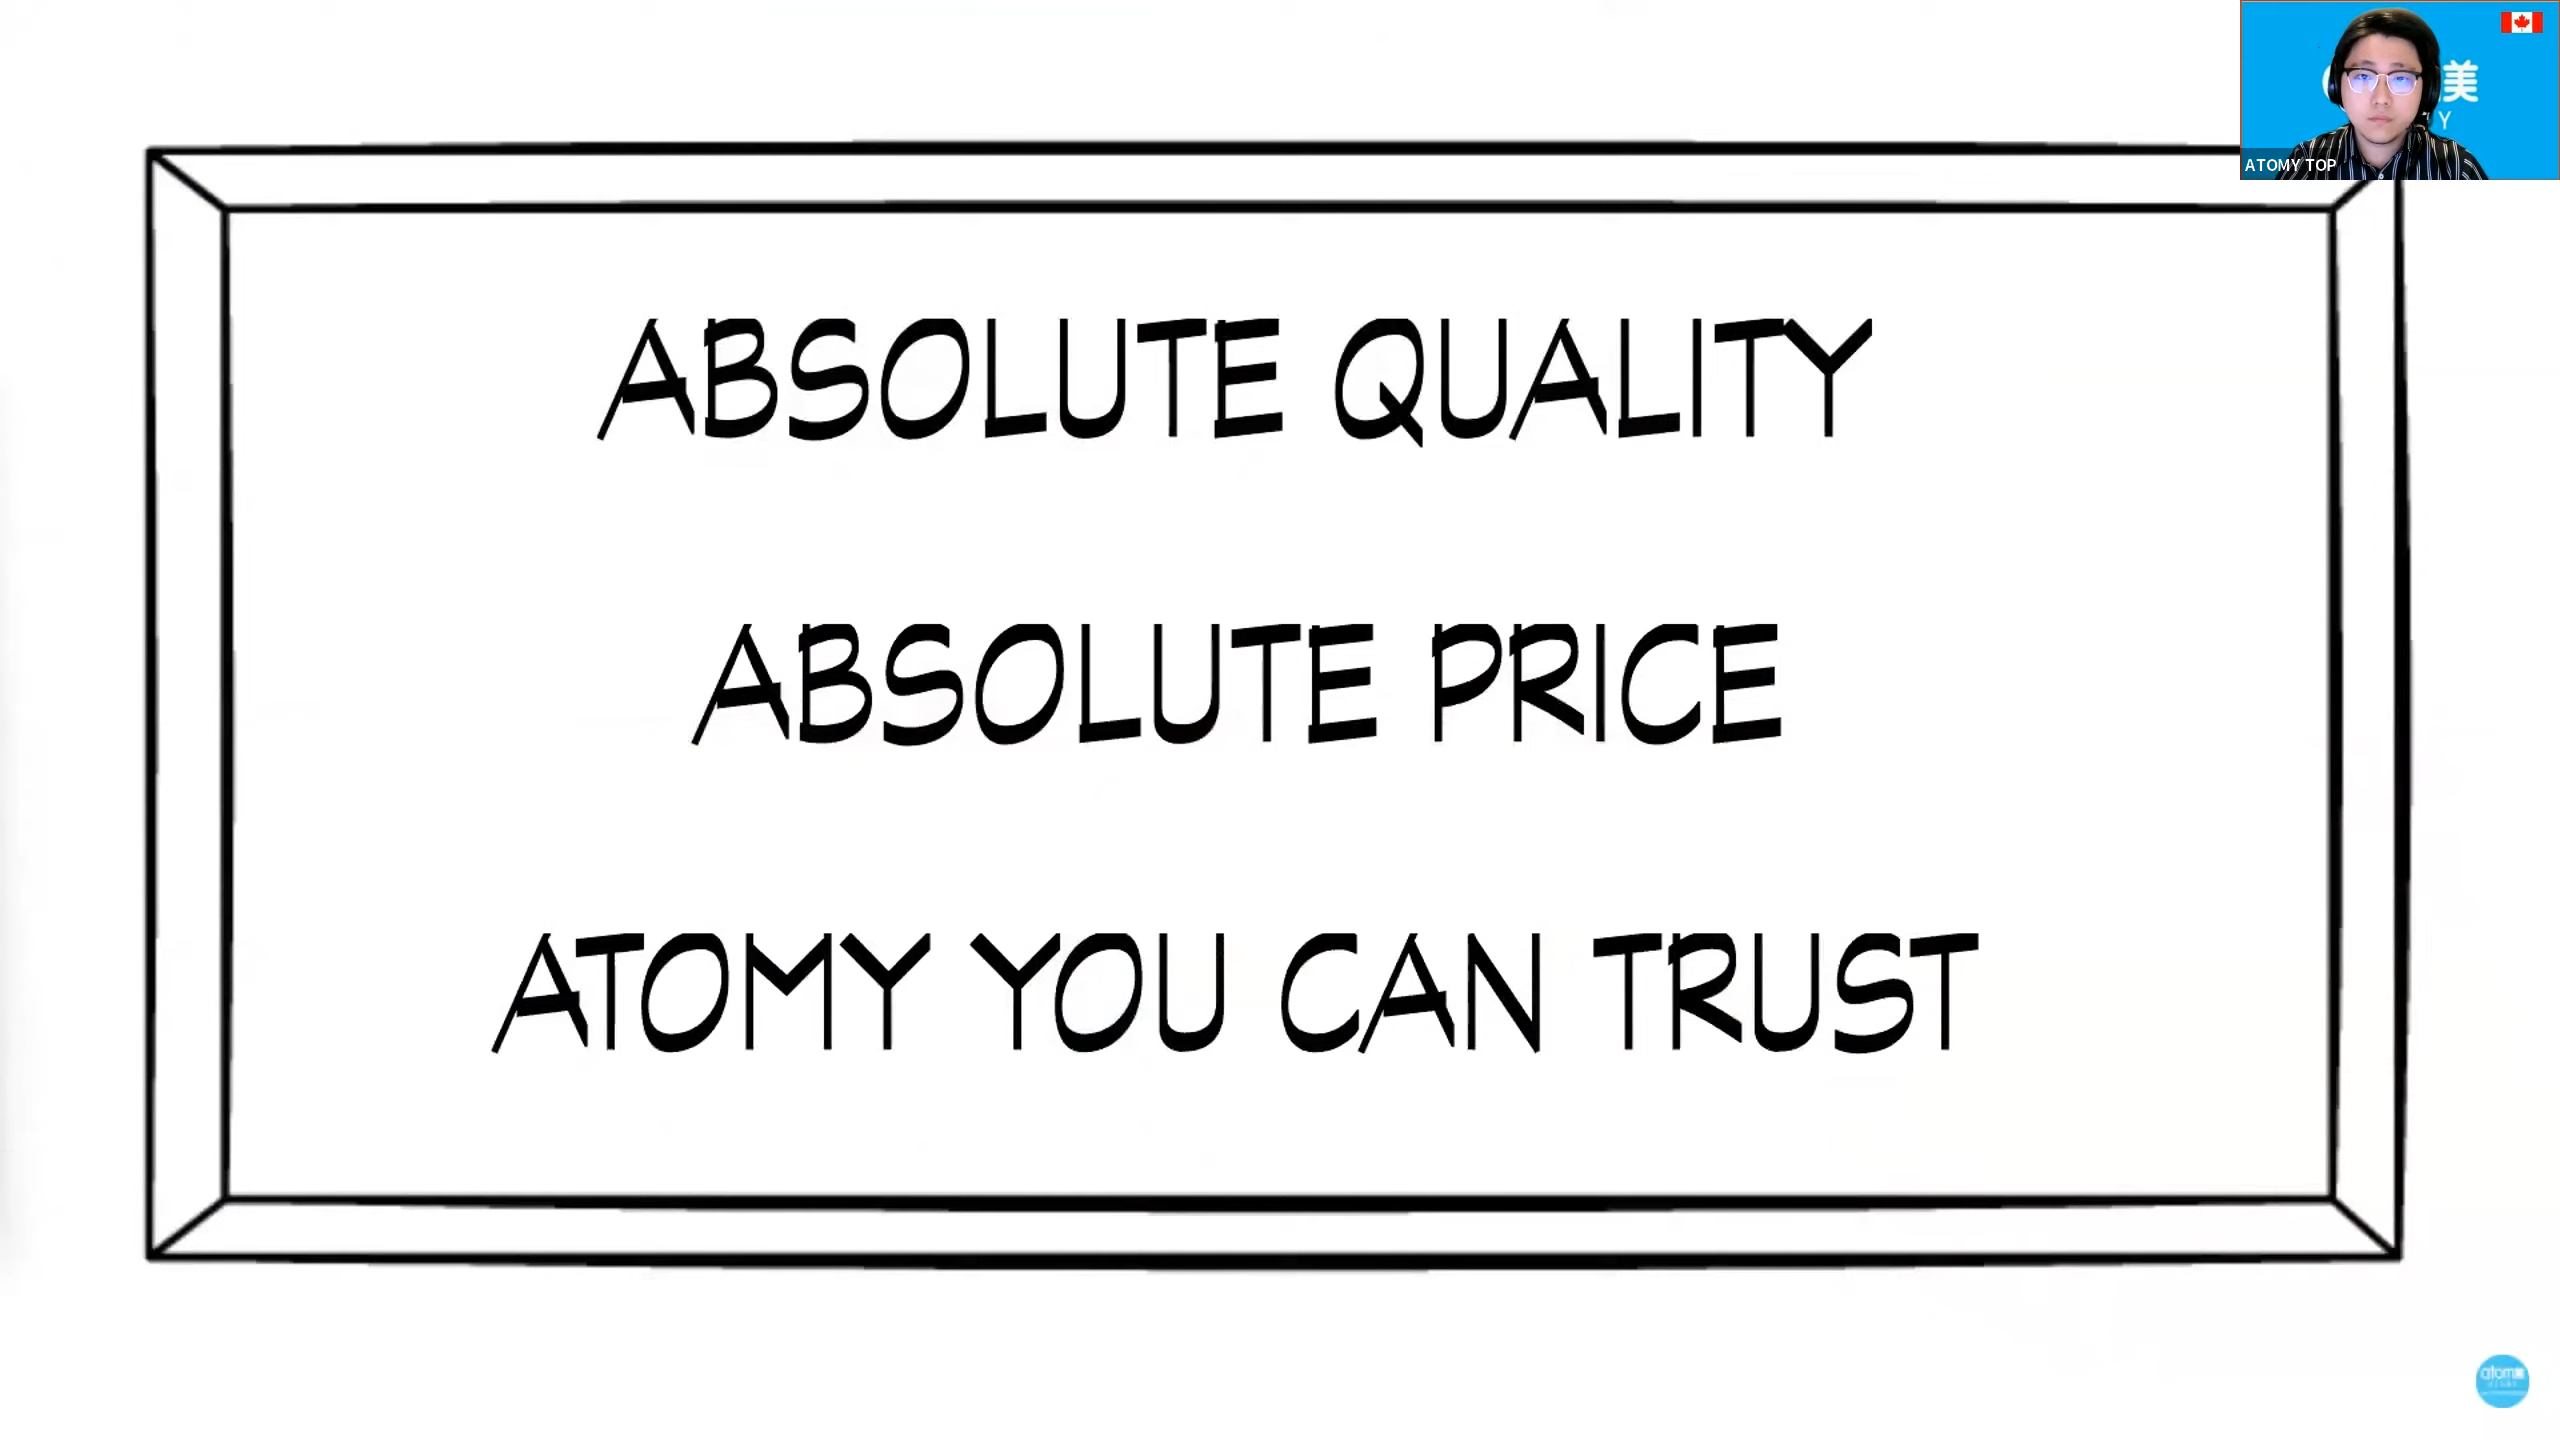 美
Y
ATOMY TOP
ABSOLUTE QUALITY
ABSOLUTE PRICE
ATOMY YOU CAN TRUST